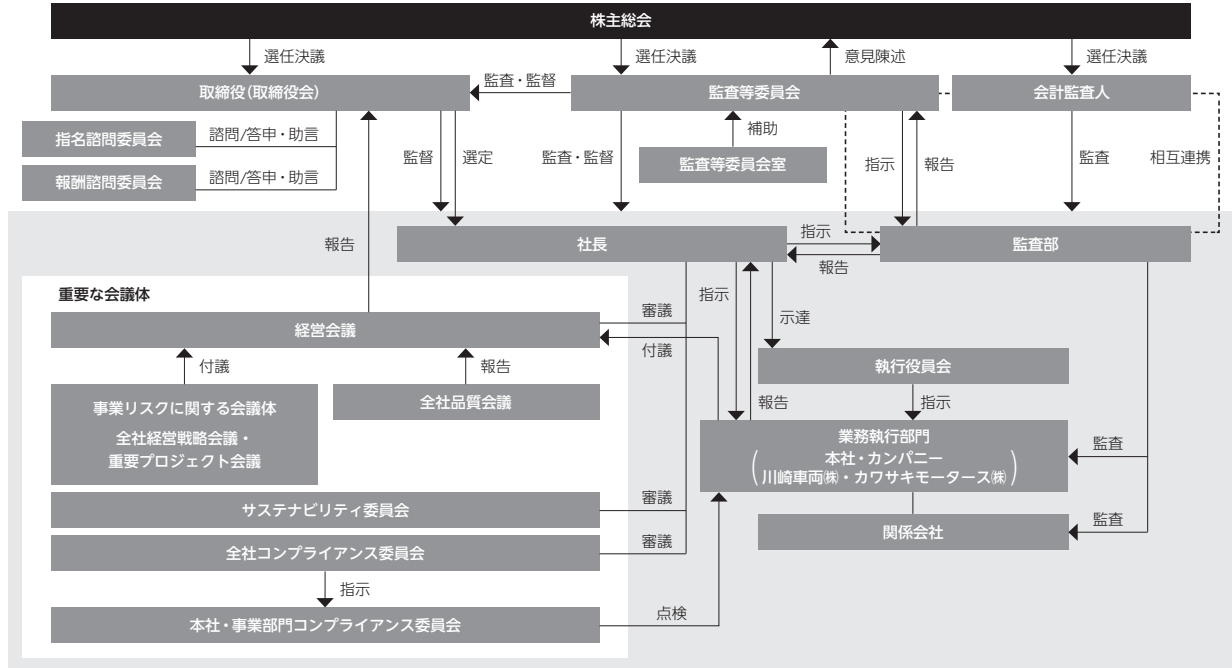 株主総会
選任決議
選任決議
意見陳述
選任決議
取締役(取締役会)
監査・監督
監査等委員会
会計監査人
指名諮問委員会
諮問/答申・助言
報酬諮問委員会
諮問/答申・助言
監督
選定
監査・監督
補助
監査等委員会室
指示
報告
監査
相互連携
報告
社長
指示
報告
監査部
重要な会議体
経営会議
審議
指示
示達
付議
付議
報告
執行役員会
事業リスクに関する会議体
全社経営戦略会議・
重要プロジェクト会議
全社品質会議
報告
指示
業務執行部門
本社・カンパニー
川崎車両㈱・カワサキモータース㈱
監査
サステナビリティ委員会
審議
関係会社
監査
全社コンプライアンス委員会
審議
指示
本社・事業部門コンプライアンス委員会
点検